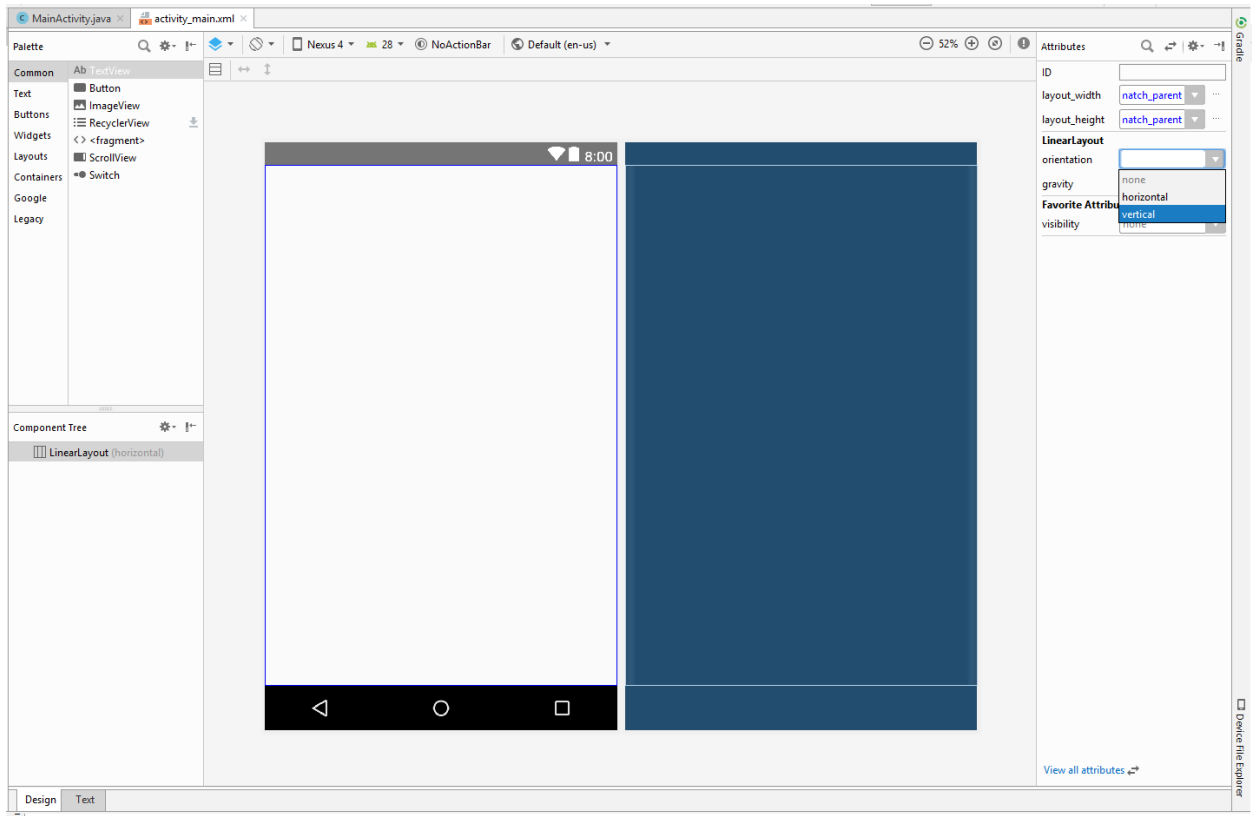 MainActivity.java
activity_main.xml
Palette
Nexus 4
28
NoActionBar
Default (en-us)
52%
Attributes
Gradle
Common
Text
Buttons
Widgets
Layouts
Containers
Google
Legacy
Ab TextView
Button
ImageView
RecyclerView
<> <fragment>
ScrollView
Switch
Component Tree
LinearLayout (horizontal)
8:00
ID
layout_width natch_parent ...
layout_height natch_parent ...
LinearLayout
orientation
none
horizontal
vertical
gravity
Favorite Attribu
visibility none
View all attributes
Device File Explorer
Design
Text